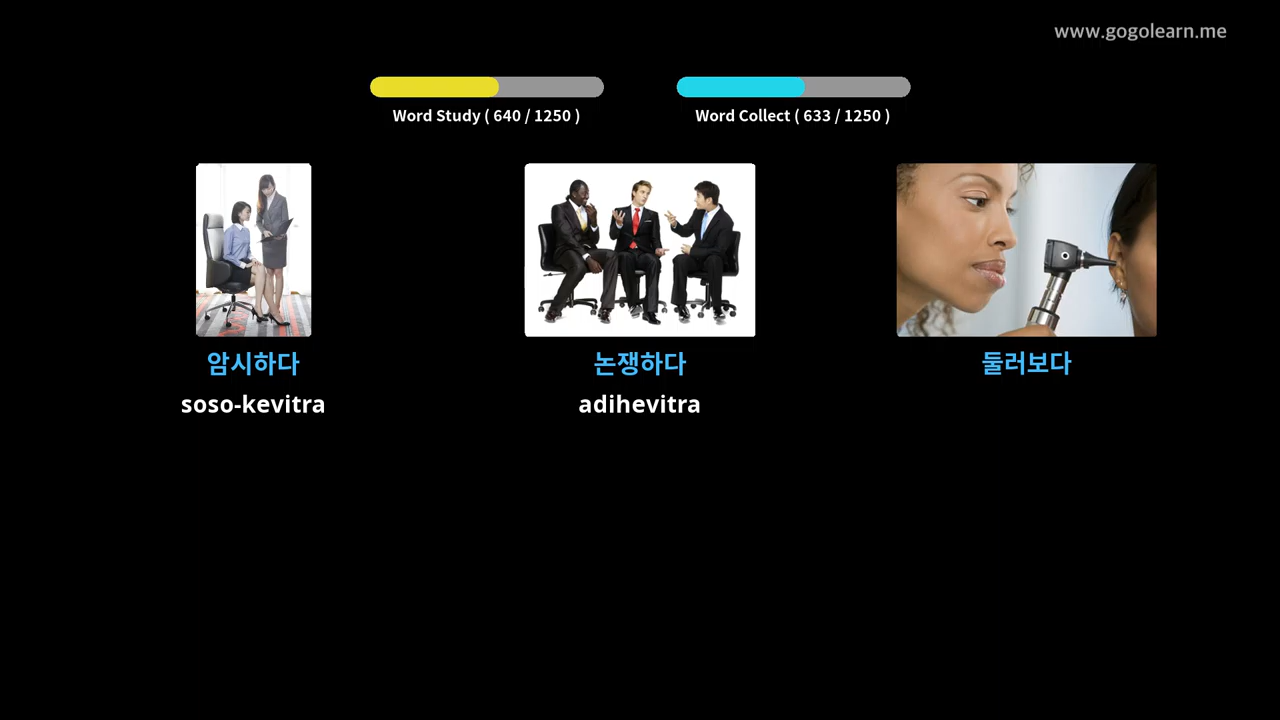 www.gogolearn.me
Word Study ( 640 / 1250 )
Word Collect ( 633 / 1250 )
암시하다
논쟁하다
둘러보다
soso-kevitra
adihevitra